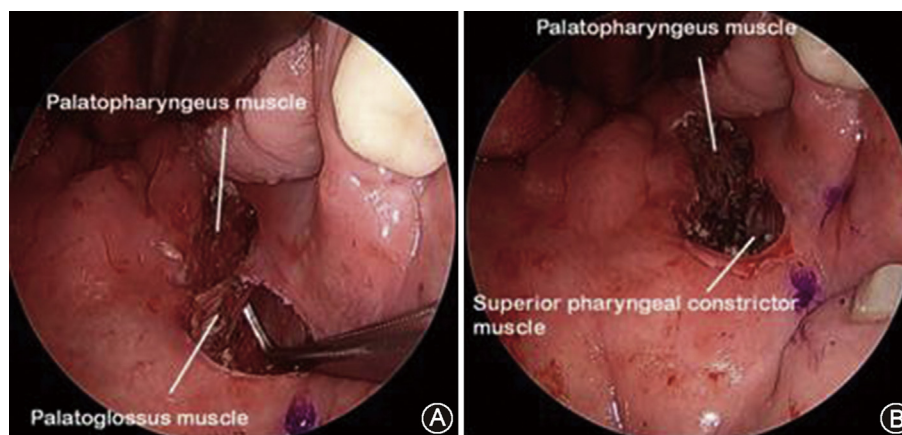 Palatopharyngeus muscle
Palatoglossus muscle
A
Palatopharyngeus muscle
Superior pharyngeal constrictor
muscle
B